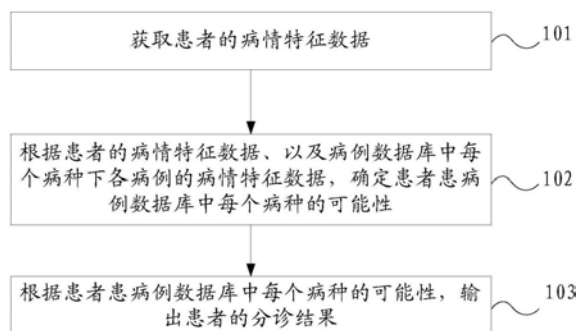 获取患者的病情特征数据
101
根据患者的病情特征数据、以及病例数据库中每
个病种下各病例的病情特征数据，确定患者患病
例数据库中每个病种的可能性
102
根据患者患病例数据库中每个病种的可能性，输
出患者的分诊结果
103